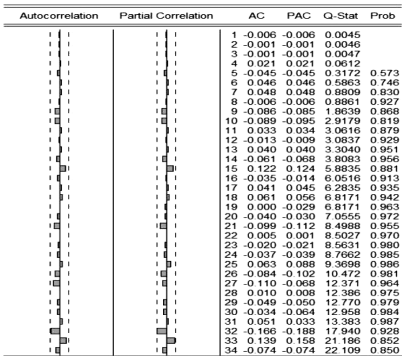 Autocorrelation Partial Correlation AC PAC Q-Stat Prob
1 -0.006 -0.006 0.0045
2 -0.001 -0.001 0.0046
3 -0.001 -0.001 0.0047
4 0.021 0.021 0.0612
5 -0.045 -0.045 0.3172 0.573
6 0.046 0.046 0.5863 0.746
7 0.048 0.048 0.8809 0.830
8 -0.006 -0.006 0.8861 0.927
9 -0.086 -0.085 1.8639 0.868
10 -0.089 -0.095 2.9179 0.819
11 0.033 0.034 3.0616 0.879
12 -0.013 -0.009 3.0837 0.929
13 0.040 0.040 3.3040 0.951
14 -0.061 -0.068 3.8083 0.956
15 0.122 0.124 5.8835 0.881
16 -0.035 -0.014 6.0516 0.913
17 0.041 0.045 6.2835 0.935
18 0.061 0.056 6.8171 0.942
19 0.000 -0.029 6.8171 0.963
20 -0.040 -0.030 7.0555 0.972
21 -0.099 -0.112 8.4988 0.955
22 0.005 0.001 8.5027 0.970
23 -0.020 -0.021 8.5631 0.980
24 -0.037 -0.039 8.7662 0.985
25 0.063 0.088 9.3698 0.986
26 -0.084 -0.102 10.472 0.981
27 -0.110 -0.068 12.371 0.964
28 0.010 0.008 12.386 0.975
29 -0.049 -0.050 12.770 0.979
30 -0.034 -0.064 12.958 0.984
31 0.051 0.033 13.383 0.987
32 -0.166 -0.188 17.940 0.928
33 0.139 0.158 21.186 0.852
34 -0.074 -0.074 22.109 0.850